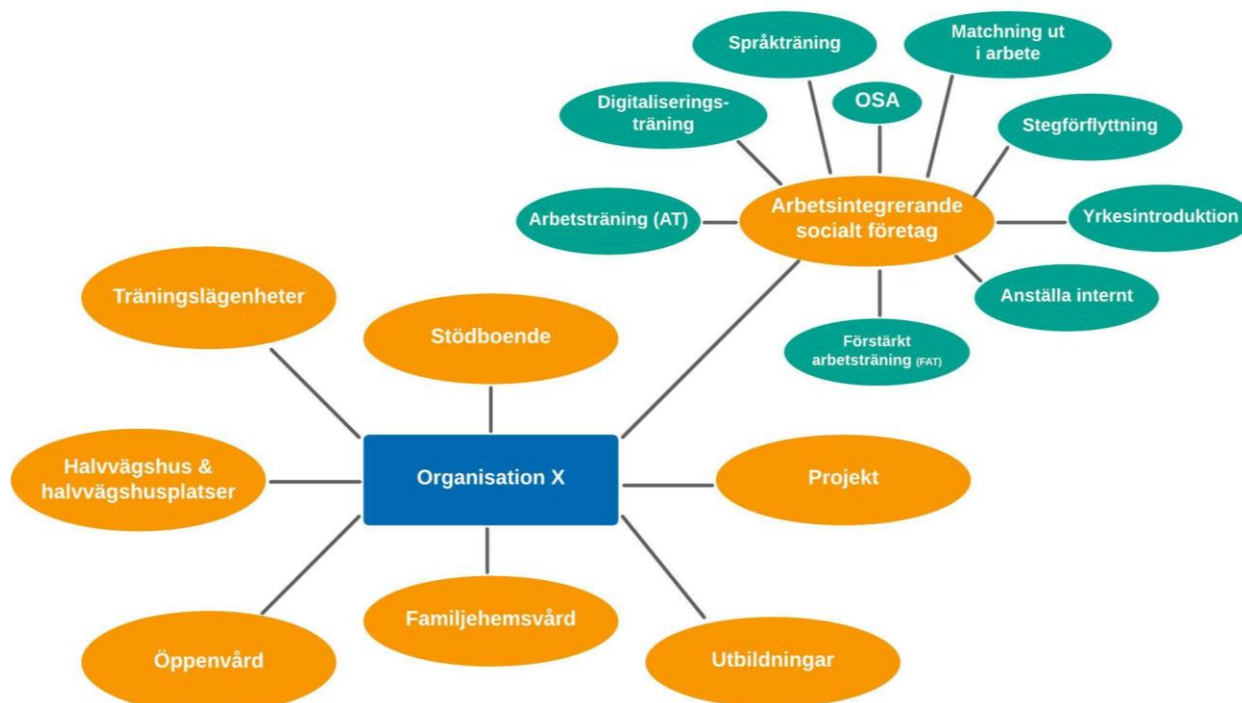 Språkträning
Matchning ut
i arbete
Digitaliserings-
träning
OSA
Stegförflyttning
Arbetsträning (AT)
Arbetsintegrerande
socialt företag
Yrkesintroduktion
Anställa internt
Förstärkt
arbetsträning (FAT)
Träningslägenheter
Stödboende
Halvvägshus &
halvvägshusplatser
Organisation X
Projekt
Öppenvård
Familjehemsvård
Utbildningar